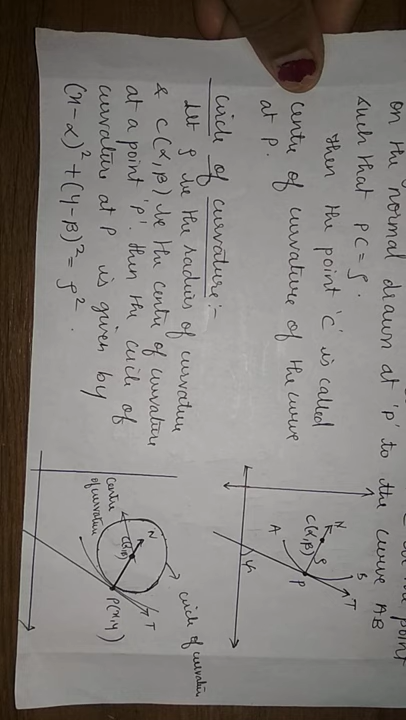 on the normal drawn at 'p' to the curve AB
such that PC = ρ.
then the point 'c' is called
centre of curvature of the curve
at P.
circle of curvature:-
Let ρ be the radius of curvature
& c(α, β) be the centre of curvature
at a point 'p'. then the circle of
curvature at P is given by
(x-α)² + (y-β)² = ρ².
N
C(α,β)
ρ
B
A
P
T
ψ
circle of curvature
N
C(α,β)
T
P(x,y)
centre
of curvature